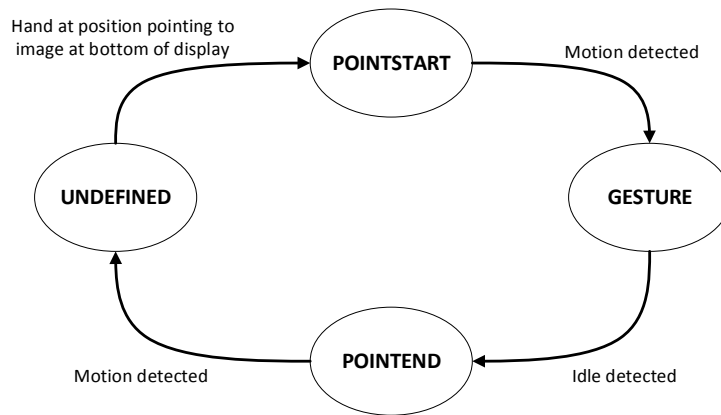 Hand at position pointing to
image at bottom of display
POINTSTART
Motion detected
UNDEFINED
GESTURE
POINTEND
Motion detected
Idle detected